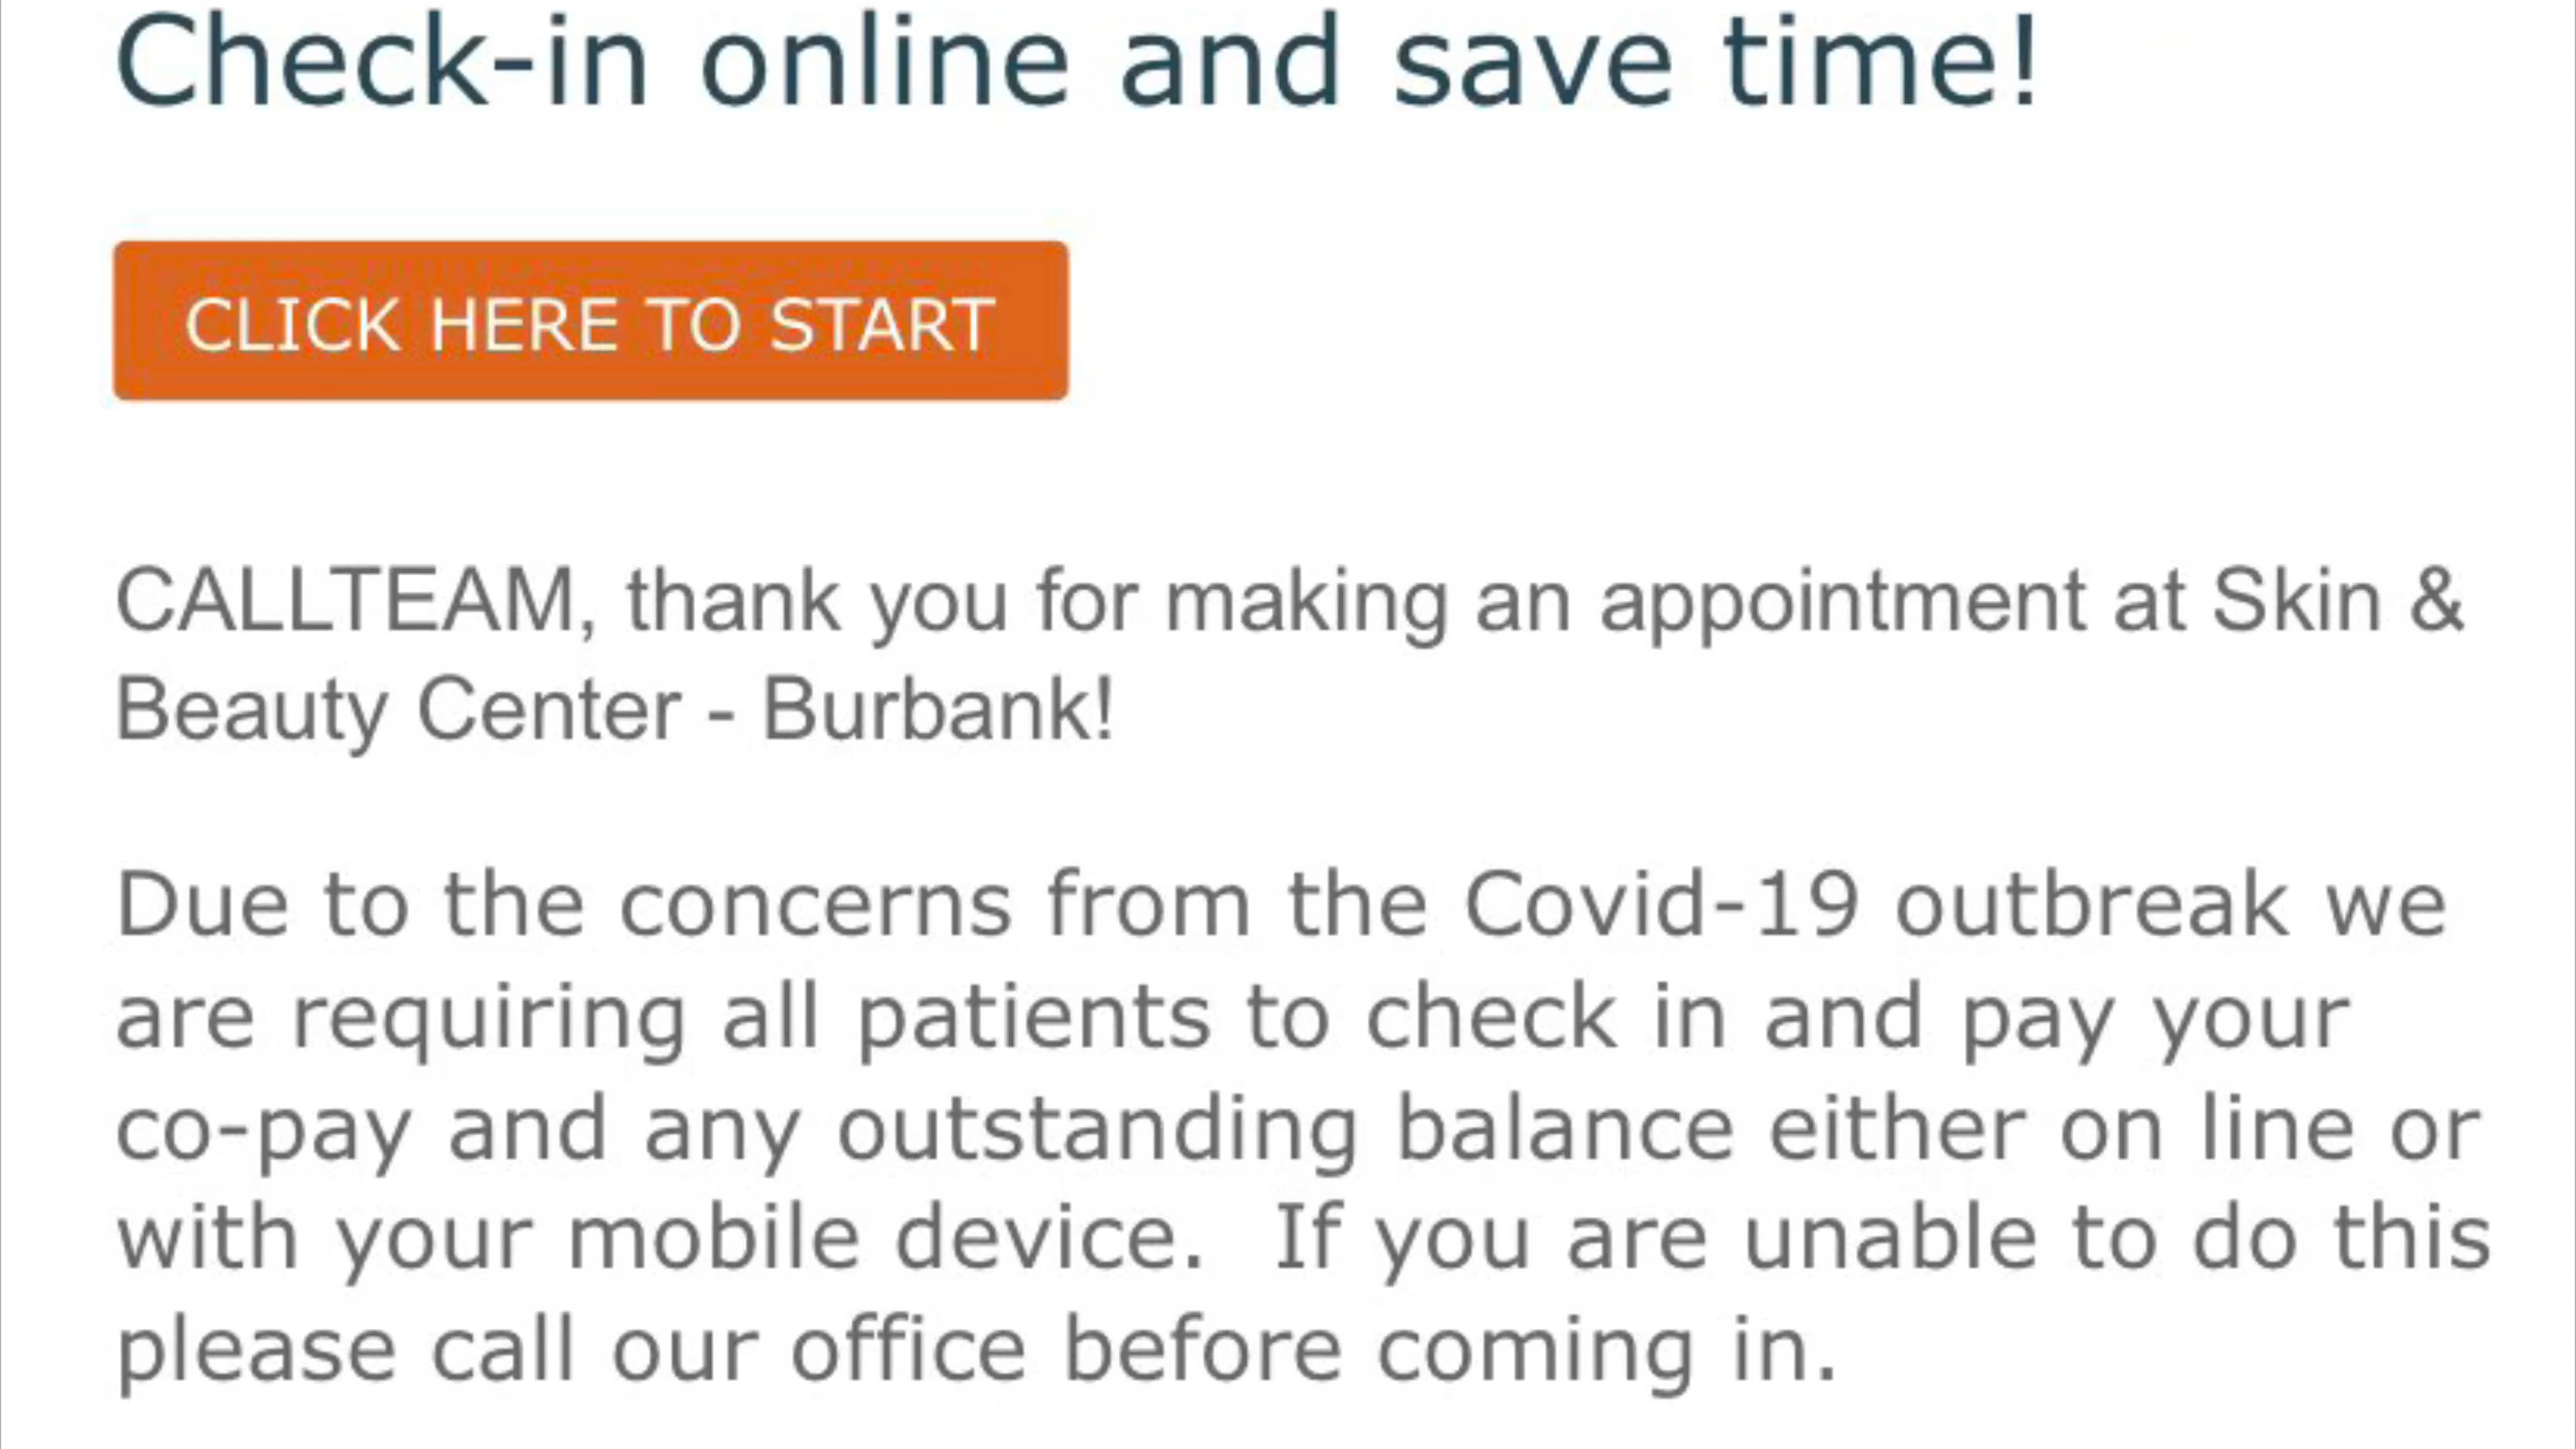 Check-in online and save time!
CLICK HERE TO START
CALLTEAM, thank you for making an appointment at Skin &
Beauty Center - Burbank!
Due to the concerns from the Covid-19 outbreak we
are requiring all patients to check in and pay your
co-pay and any outstanding balance either on line or
with your mobile device.  If you are unable to do this
please call our office before coming in.